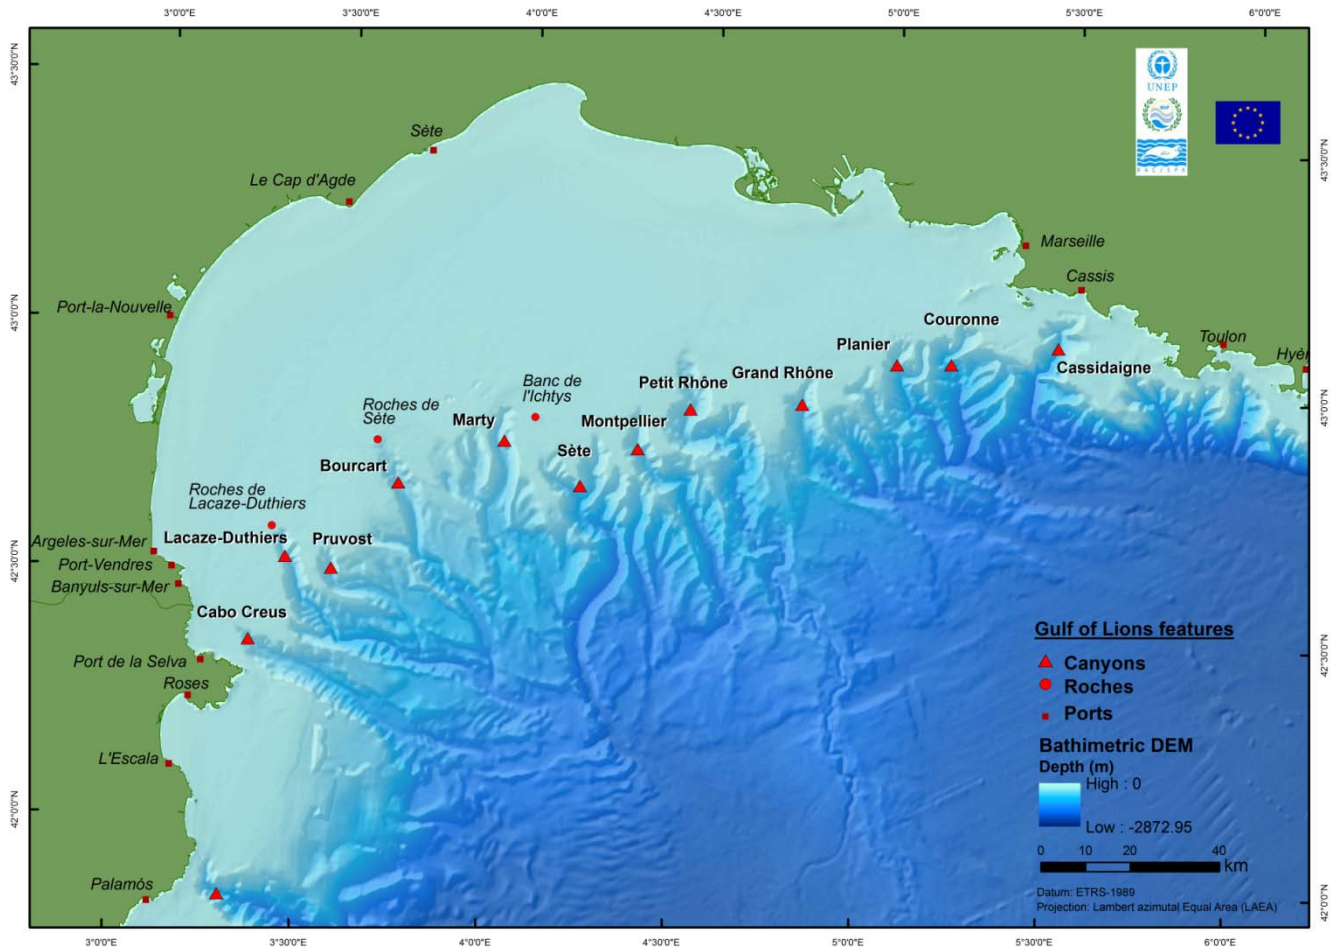 3°0'0"E 3°30'0"E 4°0'0"E 4°30'0"E 5°0'0"E 5°30'0"E 6°0'0"E
43°30'0"N
43°30'0"N
UNEP
MAP
RAC/SPA
Sète
Le Cap d'Agde
Marseille
Cassis
Port-la-Nouvelle
43°0'0"N
Couronne
Toulon
Planier
Hyèr
Cassidaigne
Grand Rhône
Petit Rhône
Banc de
l'Ichtys
Roches de
Sète
43°0'0"N
Marty
Montpellier
Sète
Bourcart
Roches de
Lacaze-Duthiers
Argeles-sur-Mer
Lacaze-Duthiers
Pruvost
42°30'0"N
Port-Vendres
Banyuls-sur-Mer
Cabo Creus
Port de la Selva
42°30'0"N
Roses
L'Escala
42°0'0"N
Palamós
Gulf of Lions features
Canyons
Roches
Ports
Bathimetric DEM
Depth (m)
High : 0
Low : -2872.95
0 10 20 40
km
Datum: ETRS-1989
Projection: Lambert azimutal Equal Area (LAEA)
42°0'0"N
3°0'0"E 3°30'0"E 4°0'0"E 4°30'0"E 5°0'0"E 5°30'0"E 6°0'0"E